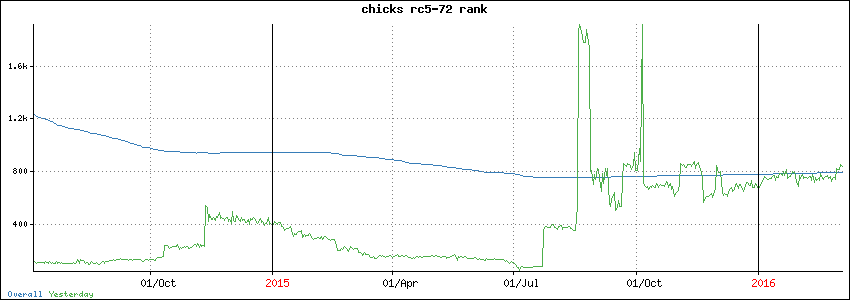 chicks rc5-72 rank
1.6k
1.2k
800
400
01/Oct 2015 01/Apr 01/Jul 01/Oct 2016
Overall Yesterday